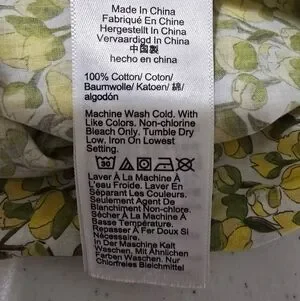 Made In China
Fabriqué En China
Hergestellt In China
Vervaardigd In China
中国製
hecho en china
100% Cotton/ Coton/
Baumwolle/ Katoen/ 綿/
algodón
Machine Wash Cold. With
Like Colors. Non-chlorine
Bleach Only. Tumble Dry
Low. Iron On Lowest
Setting.
30
Laver À La Machine À
L'eau Froide. Laver En
Séparant Les Couleurs.
Seulement Agent De
Blanchiment Non-chloré.
Sécher À La Machine À
Basse Température.
Repasser À Fer Doux Si
Nécessaire.
In Der Maschine Kalt
Waschen. Mit Ähnlichen
Farben Waschen. Nur
Chlorfreies Bleichmittel